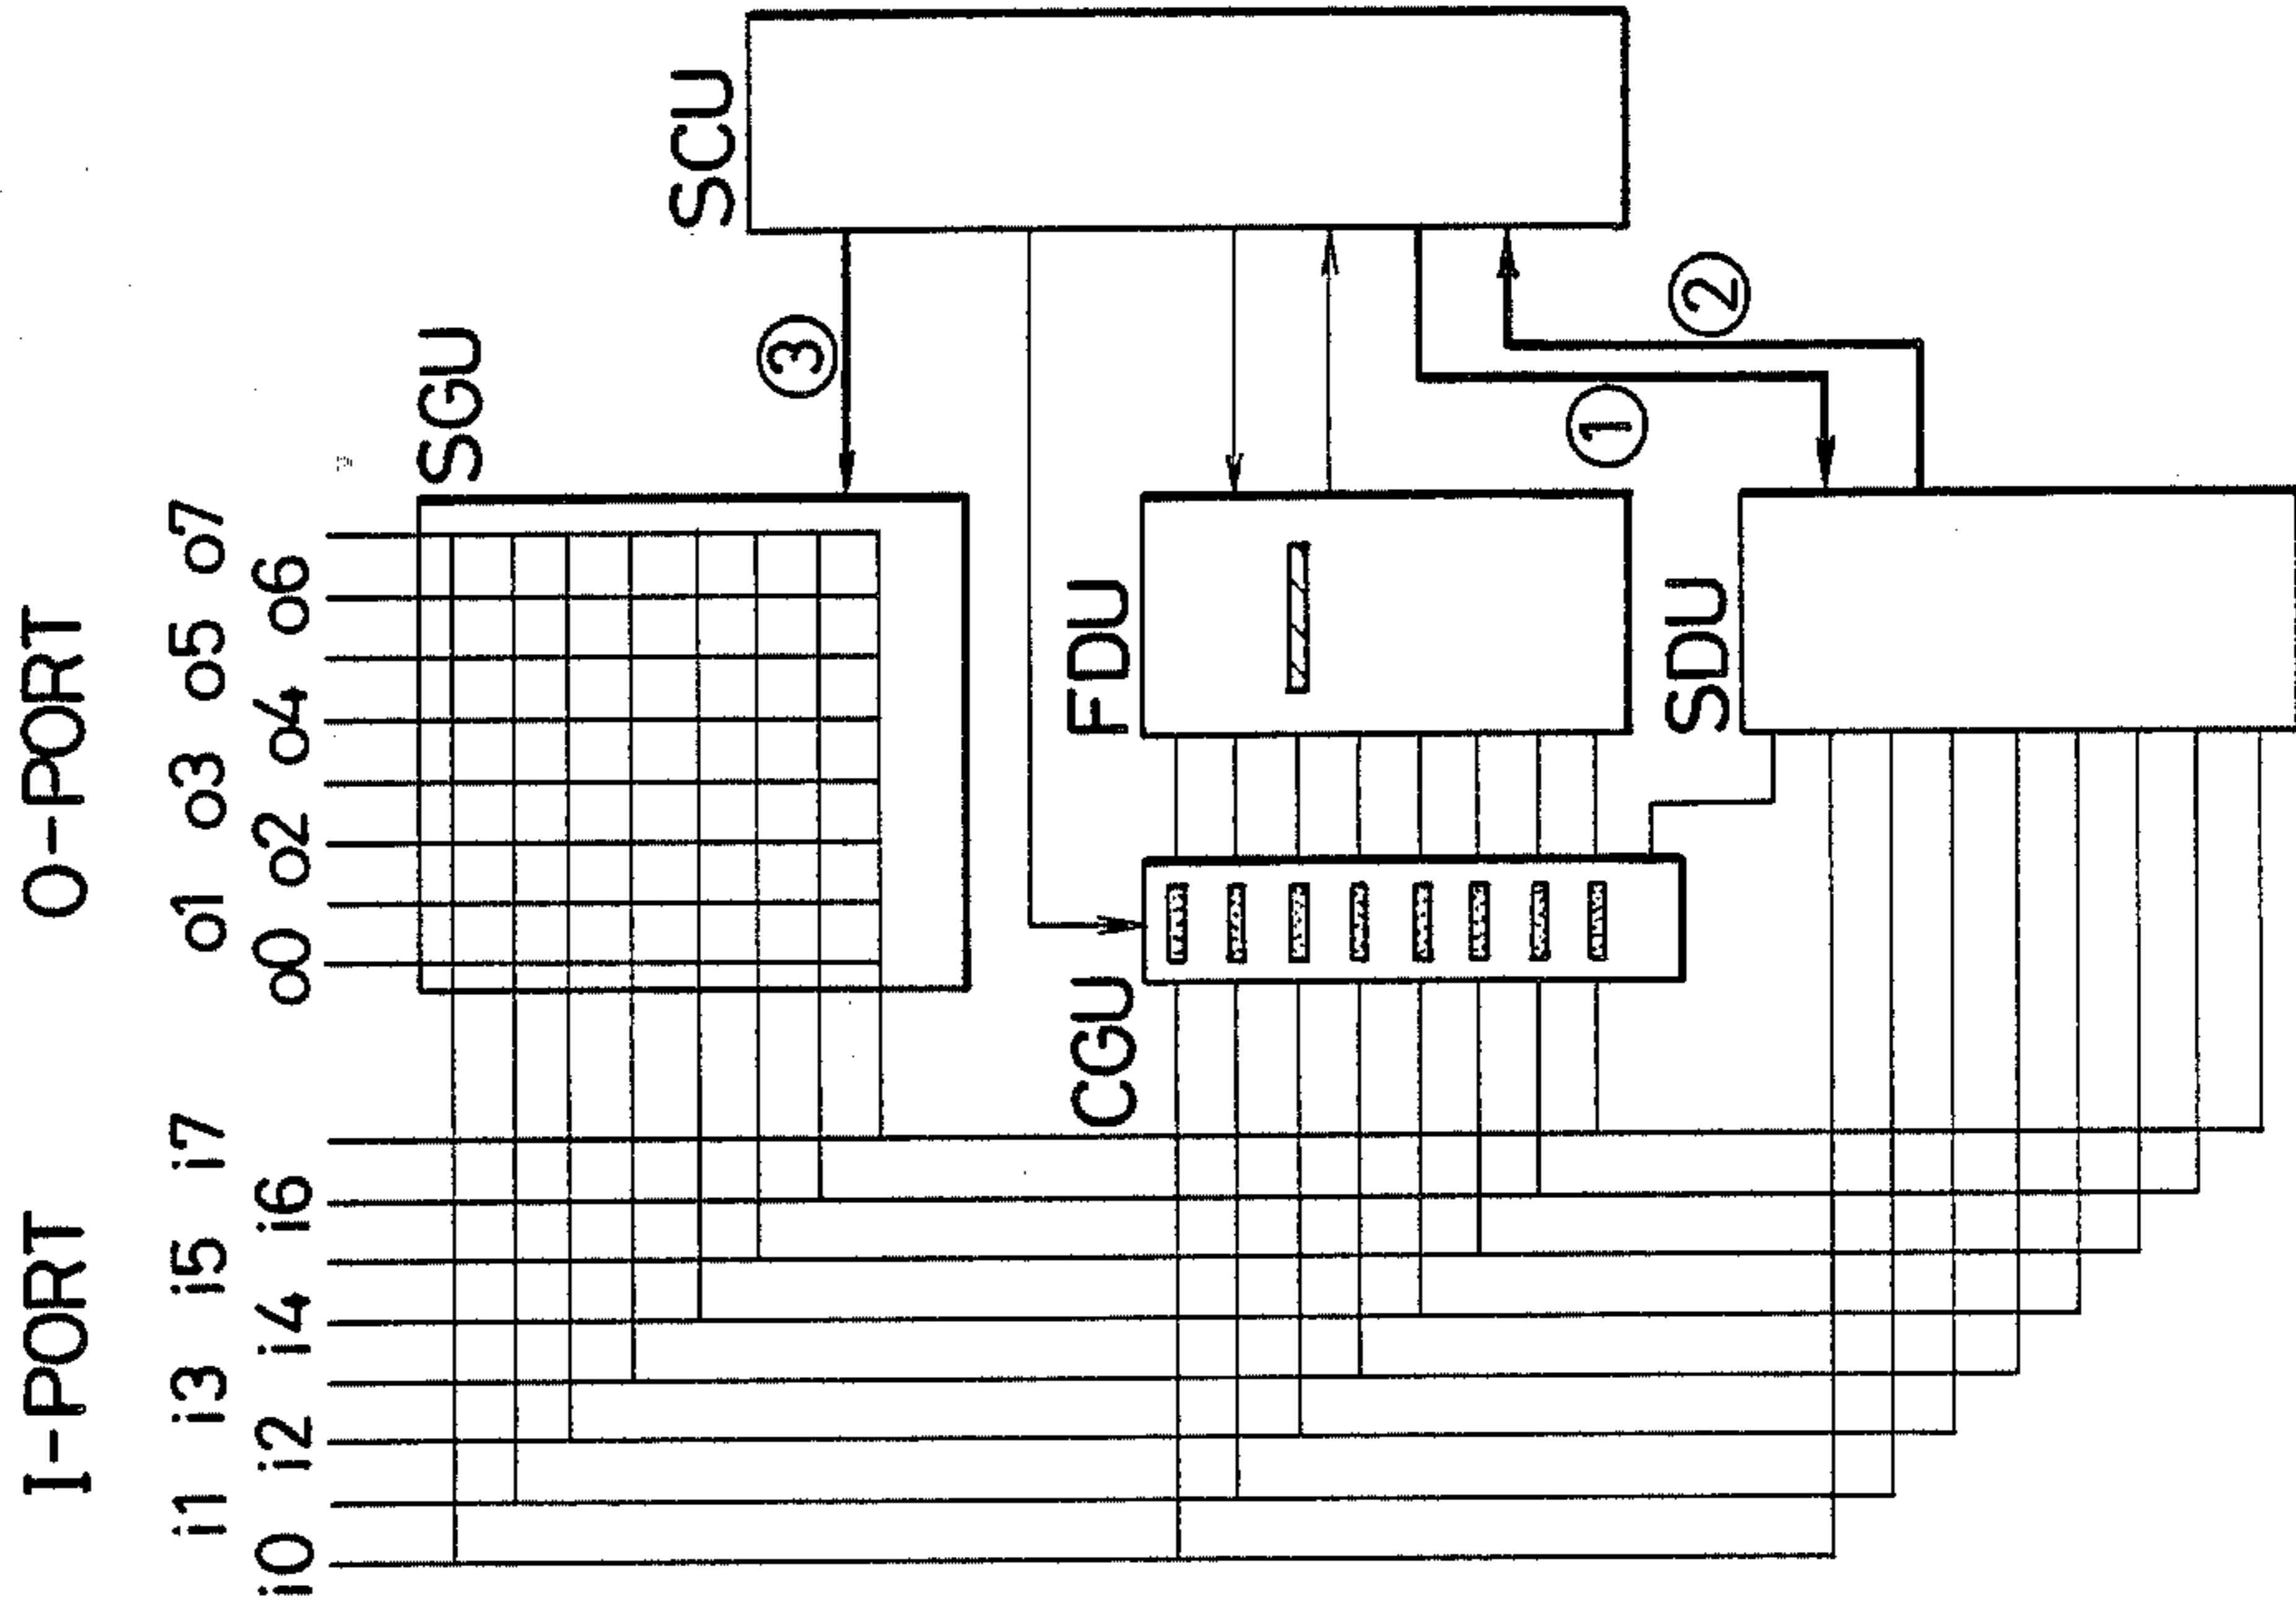 I-PORT
O-PORT
i1 i3 i5 i7
o1 o3 o5 o7
i0 i2 i4 i6
o0 o2 o4 o6
SGU
SCU
③
CGU
FDU
①
②
SDU